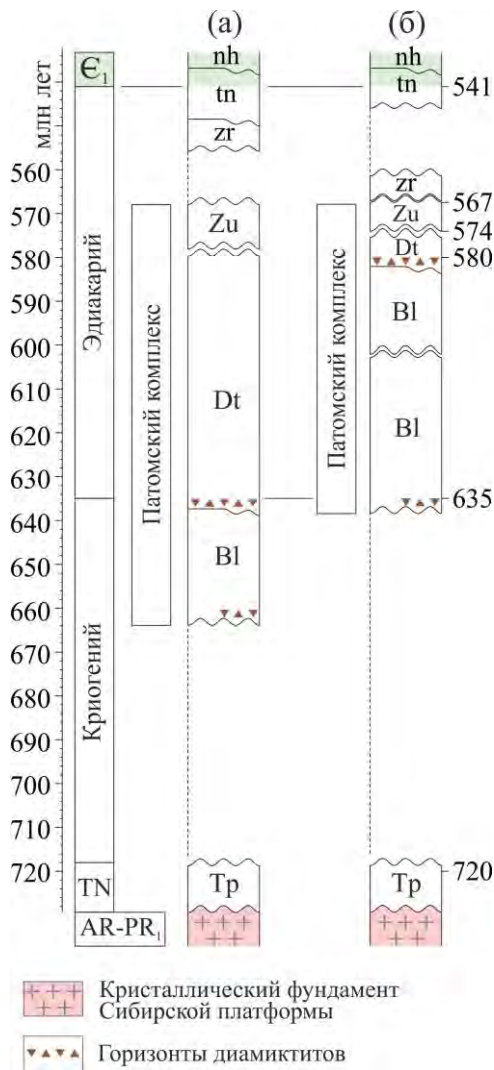 (а)
(б)
млн лет
Є₁
nh
tn
zr
nh
tn
541
560
570
580
590
600
610
620
630
640
650
660
670
680
690
700
710
720
Эдиакарий
Криогений
TN
AR-PR₁
Патомский комплекс
Zu
Dt
Bl
Tp
Патомский комплекс
zr
567
Zu
574
Dt
580
Bl
Bl
635
720
Tp
Кристаллический фундамент
Сибирской платформы
Горизонты диамиктитов